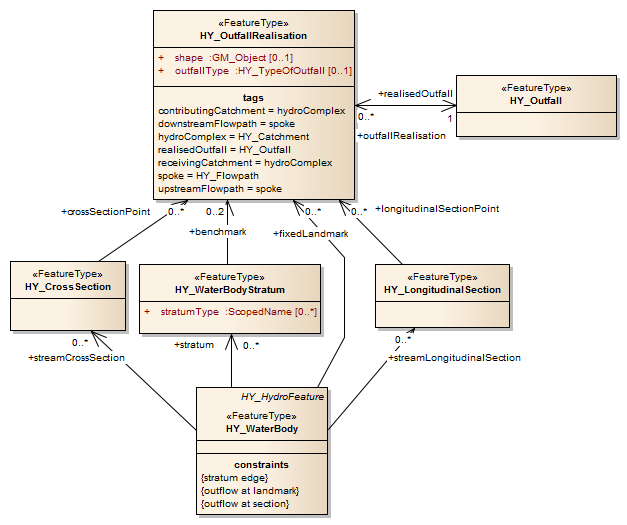 «FeatureType»
HY_OutfallRealisation
+ shape :GM_Object [0..1]
+ outfallType :HY_TypeOfOutfall [0..1]
tags
contributingCatchment = hydroComplex
downstreamFlowpath = spoke
hydroComplex = HY_Catchment
realisedOutfall = HY_Outfall
receivingCatchment = hydroComplex
spoke = HY_Flowpath
upstreamFlowpath = spoke
+realisedOutfall
0..*
1
+outfallRealisation
«FeatureType»
HY_Outfall
+crossSectionPoint
0..*
0..2
+benchmark
0..*
+fixedLandmark
0..*
+longitudinalSectionPoint
«FeatureType»
HY_CrossSection
«FeatureType»
HY_WaterBodyStratum
+ stratumType :ScopedName [0..*]
«FeatureType»
HY_LongitudinalSection
0..*
+streamCrossSection
+stratum
0..*
0..*
+streamLongitudinalSection
HY_HydroFeature
«FeatureType»
HY_WaterBody
constraints
{stratum edge}
{outflow at landmark}
{outflow at section}